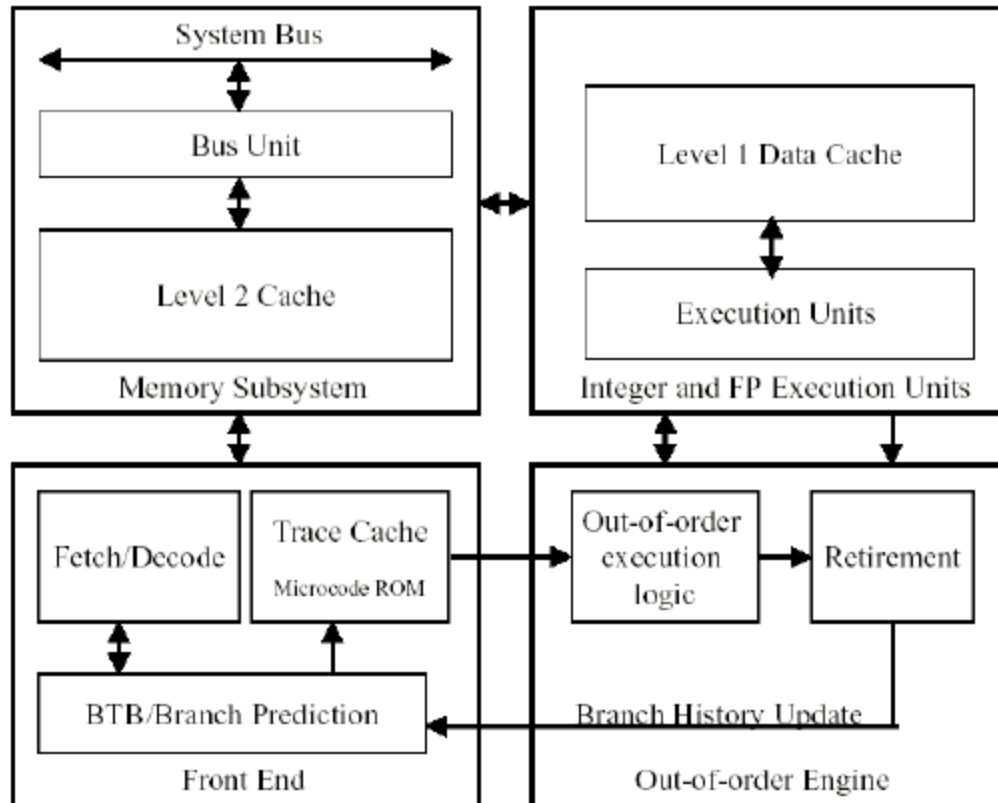 System Bus
Bus Unit
Level 2 Cache
Memory Subsystem
Level 1 Data Cache
Execution Units
Integer and FP Execution Units
Fetch/Decode
Trace Cache
Microcode ROM
BTB/Branch Prediction
Front End
Out-of-order
execution
logic
Retirement
Branch History Update
Out-of-order Engine